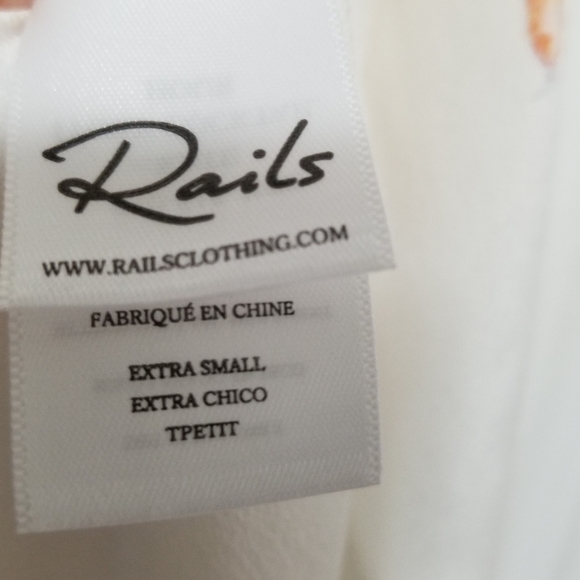 Rails
WWW.RAILSCLOTHING.COM
FABRIQUÉ EN CHINE
EXTRA SMALL
EXTRA CHICO
TPETIT